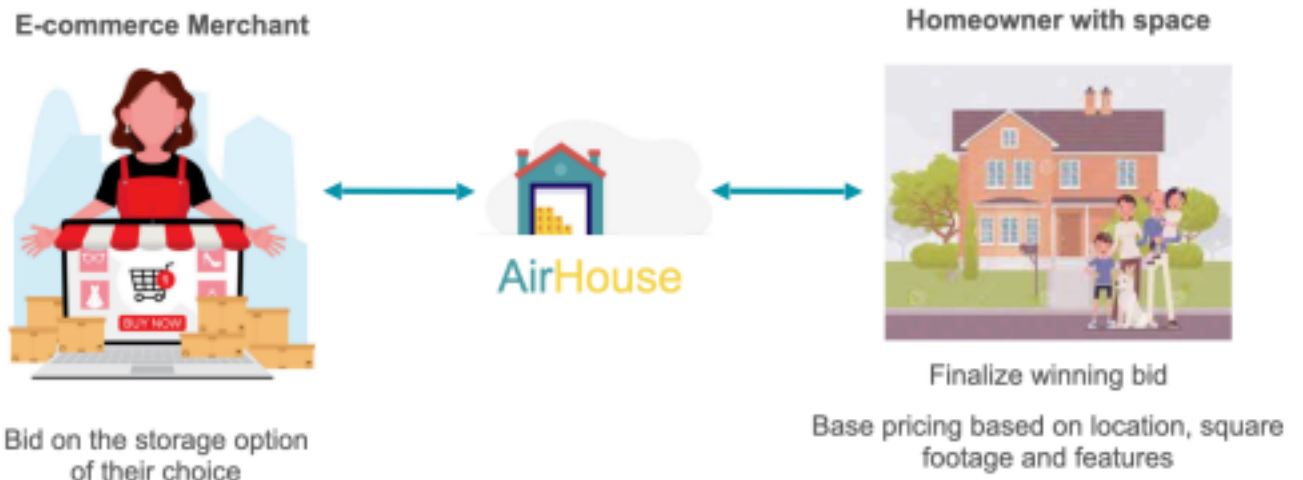 E-commerce Merchant
Homeowner with space
BUY NOW
AirHouse
Finalize winning bid
Bid on the storage option
of their choice
Base pricing based on location, square
footage and features